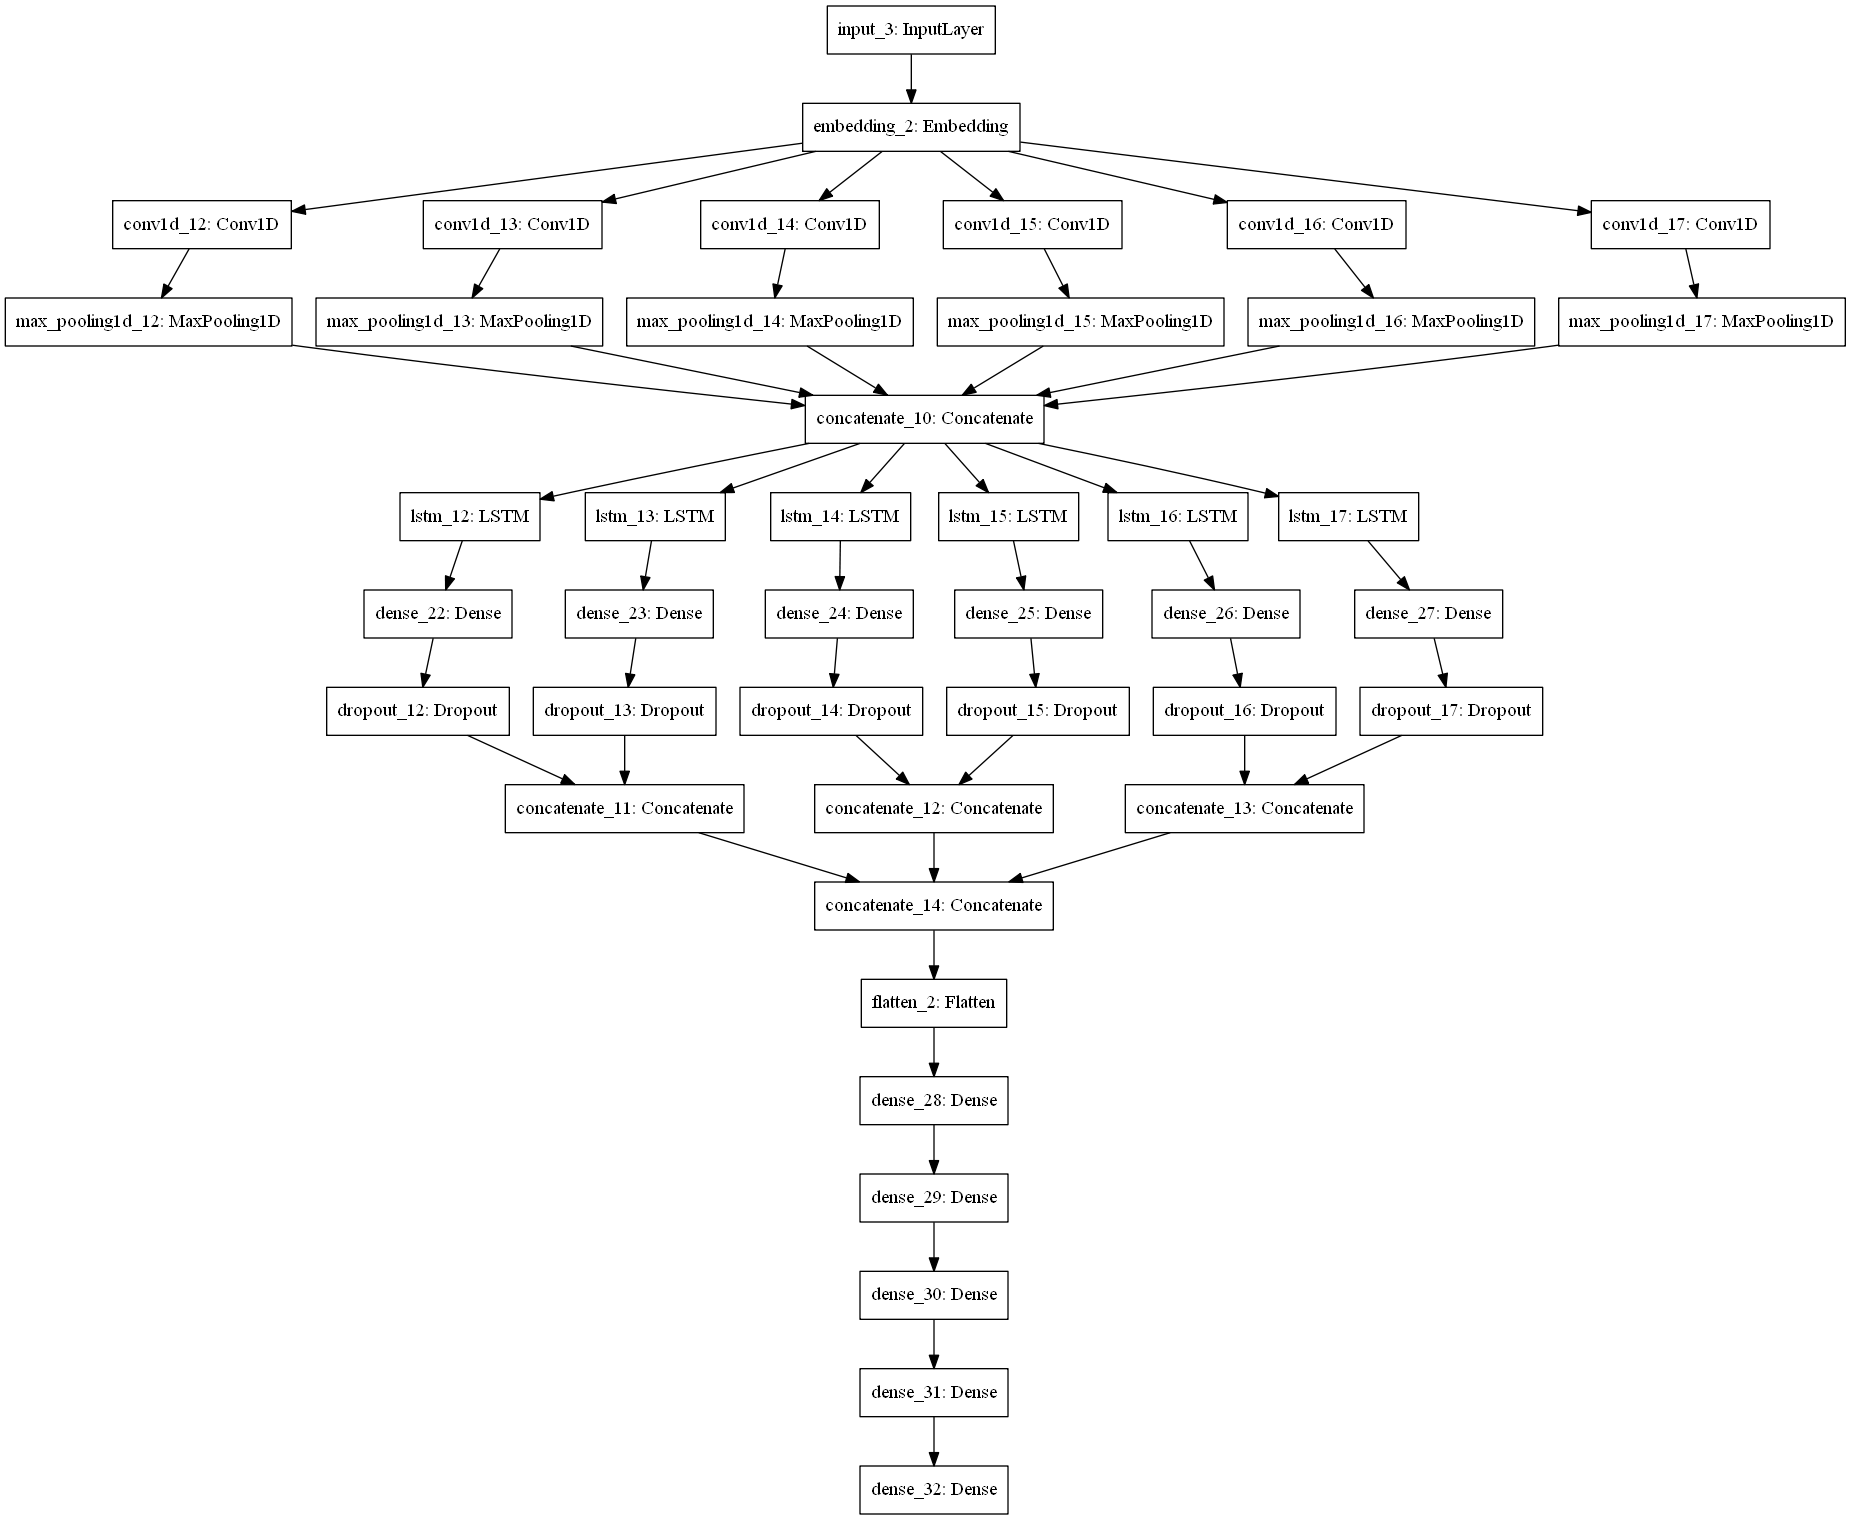 input_3: InputLayer
embedding_2: Embedding
conv1d_12: Conv1D
conv1d_13: Conv1D
conv1d_14: Conv1D
conv1d_15: Conv1D
conv1d_16: Conv1D
conv1d_17: Conv1D
max_pooling1d_12: MaxPooling1D
max_pooling1d_13: MaxPooling1D
max_pooling1d_14: MaxPooling1D
max_pooling1d_15: MaxPooling1D
max_pooling1d_16: MaxPooling1D
max_pooling1d_17: MaxPooling1D
concatenate_10: Concatenate
lstm_12: LSTM
lstm_13: LSTM
lstm_14: LSTM
lstm_15: LSTM
lstm_16: LSTM
lstm_17: LSTM
dense_22: Dense
dense_23: Dense
dense_24: Dense
dense_25: Dense
dense_26: Dense
dense_27: Dense
dropout_12: Dropout
dropout_13: Dropout
dropout_14: Dropout
dropout_15: Dropout
dropout_16: Dropout
dropout_17: Dropout
concatenate_11: Concatenate
concatenate_12: Concatenate
concatenate_13: Concatenate
concatenate_14: Concatenate
flatten_2: Flatten
dense_28: Dense
dense_29: Dense
dense_30: Dense
dense_31: Dense
dense_32: Dense